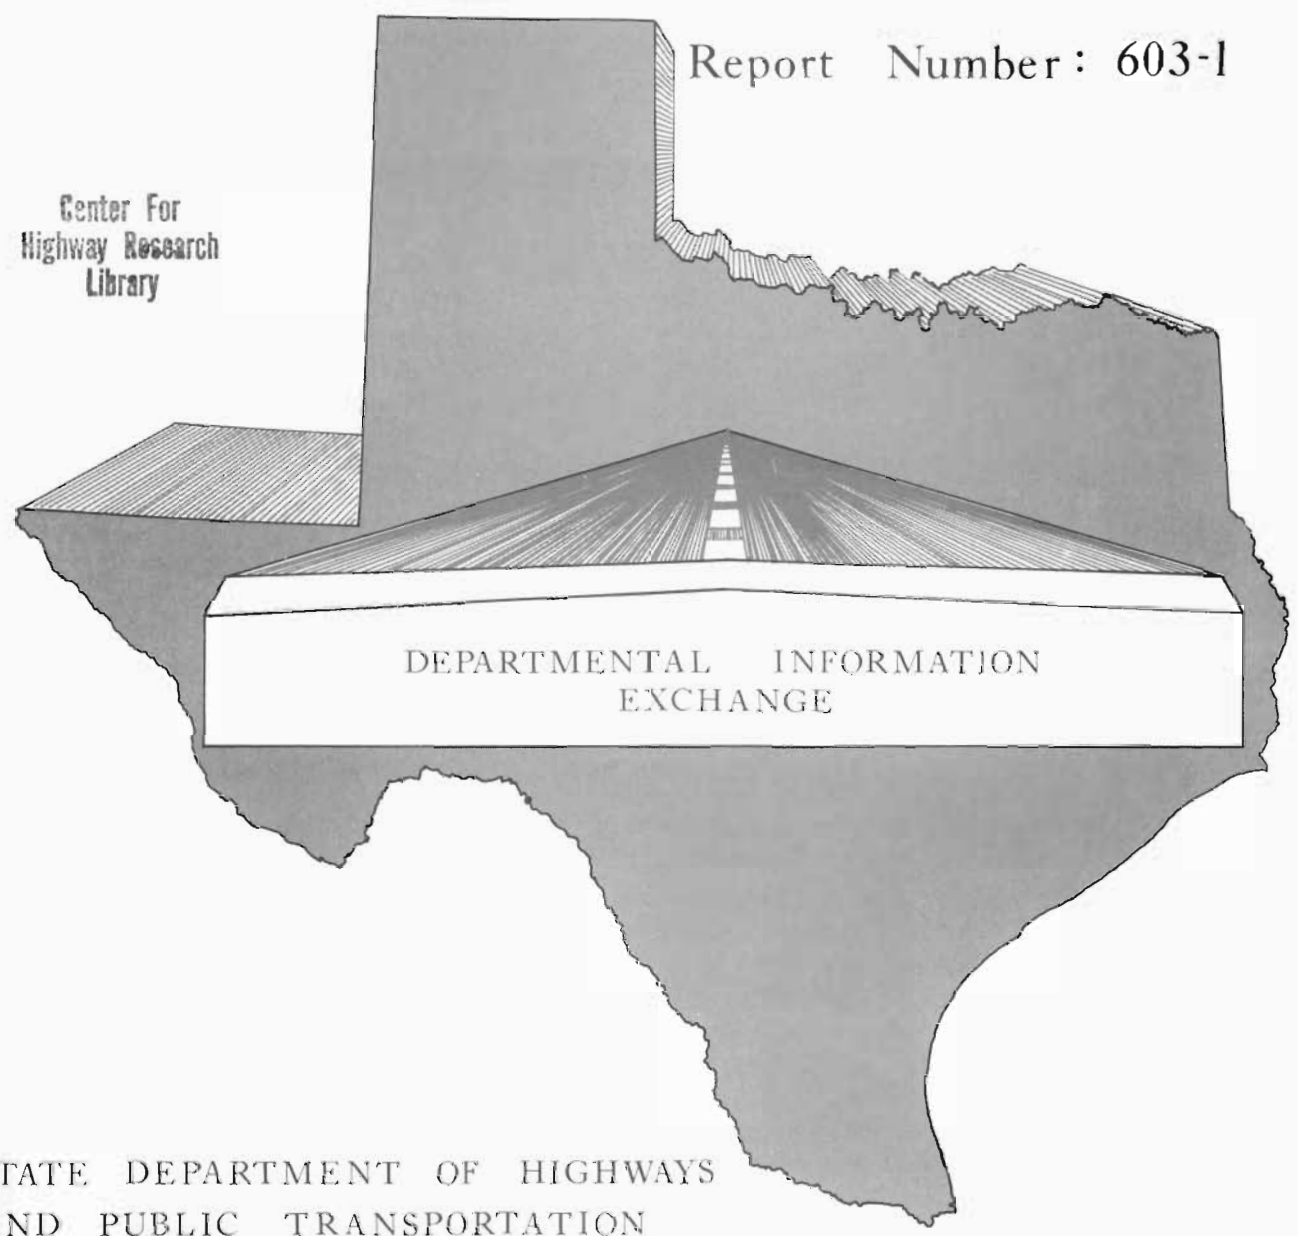 Report Number: 603-1
Center For
Highway Research
Library
DEPARTMENTAL INFORMATION
EXCHANGE
TATE DEPARTMENT OF HIGHWAYS
ND PUBLIC TRANSPORTATION